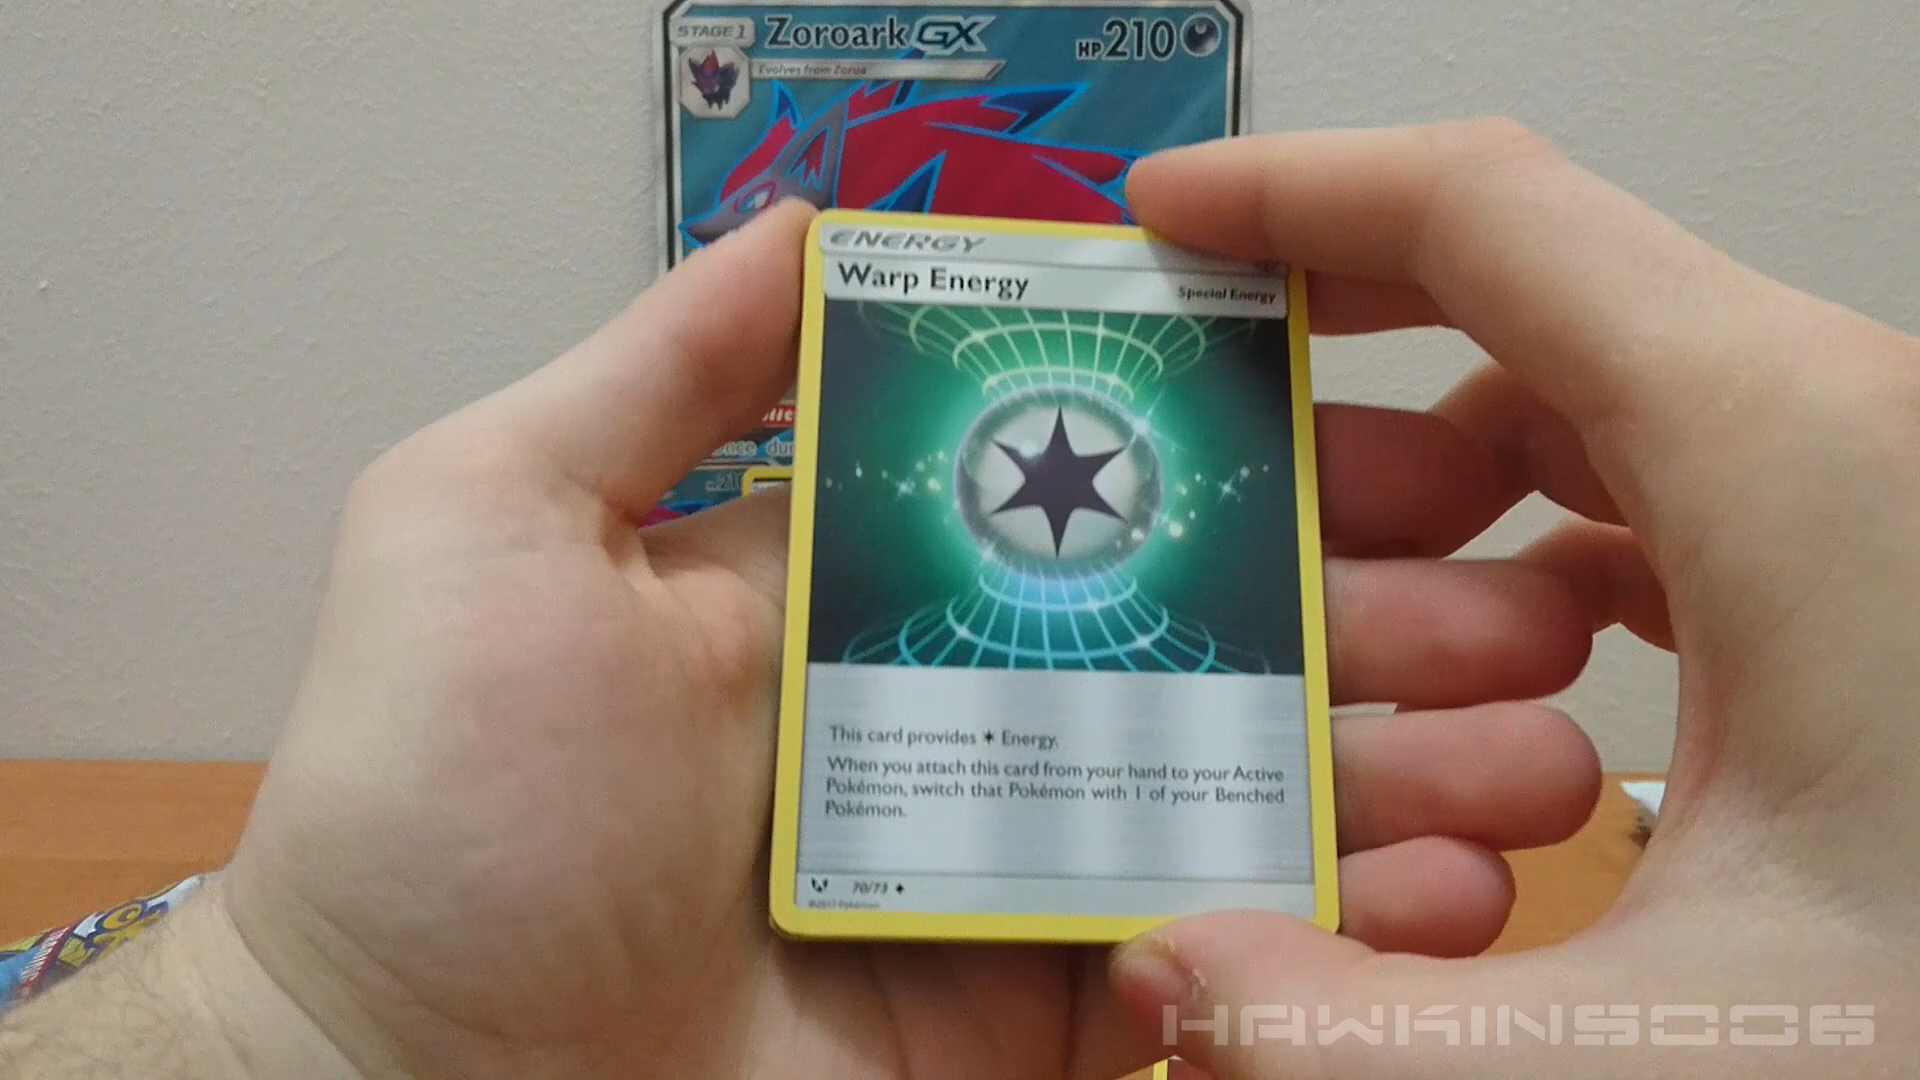 STAGE 1
Zoroark GX
HP 210
Evolves from Zorua
ENERGY
Warp Energy
Special Energy
This card provides ✶ Energy.
When you attach this card from your hand to your Active
Pokémon, switch that Pokémon with 1 of your Benched
Pokémon.
70/73
©2017 Pokémon
HAWKINS006